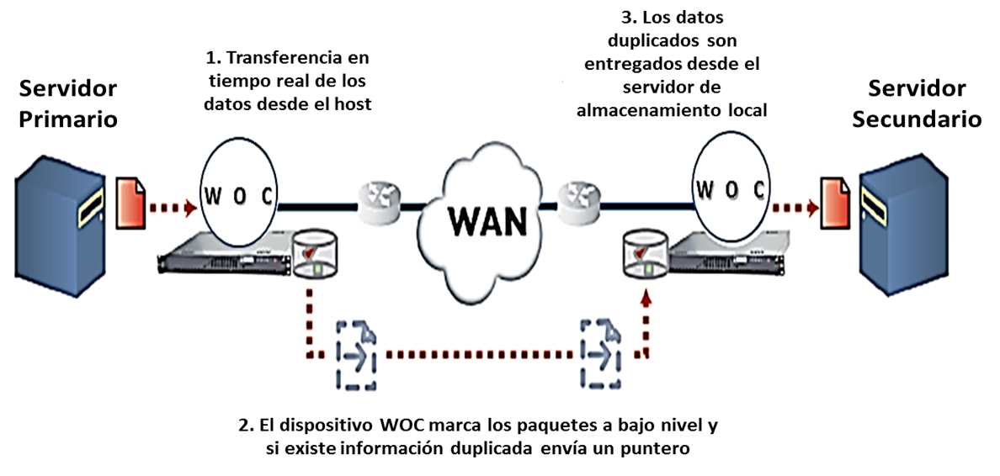 3. Los datos
duplicados son
entregados desde el
servidor de
almacenamiento local
1. Transferencia en
tiempo real de los
datos desde el host
Servidor
Primario
Servidor
Secundario
W O C
WAN
W O C
2. El dispositivo WOC marca los paquetes a bajo nivel y
si existe información duplicada envía un puntero